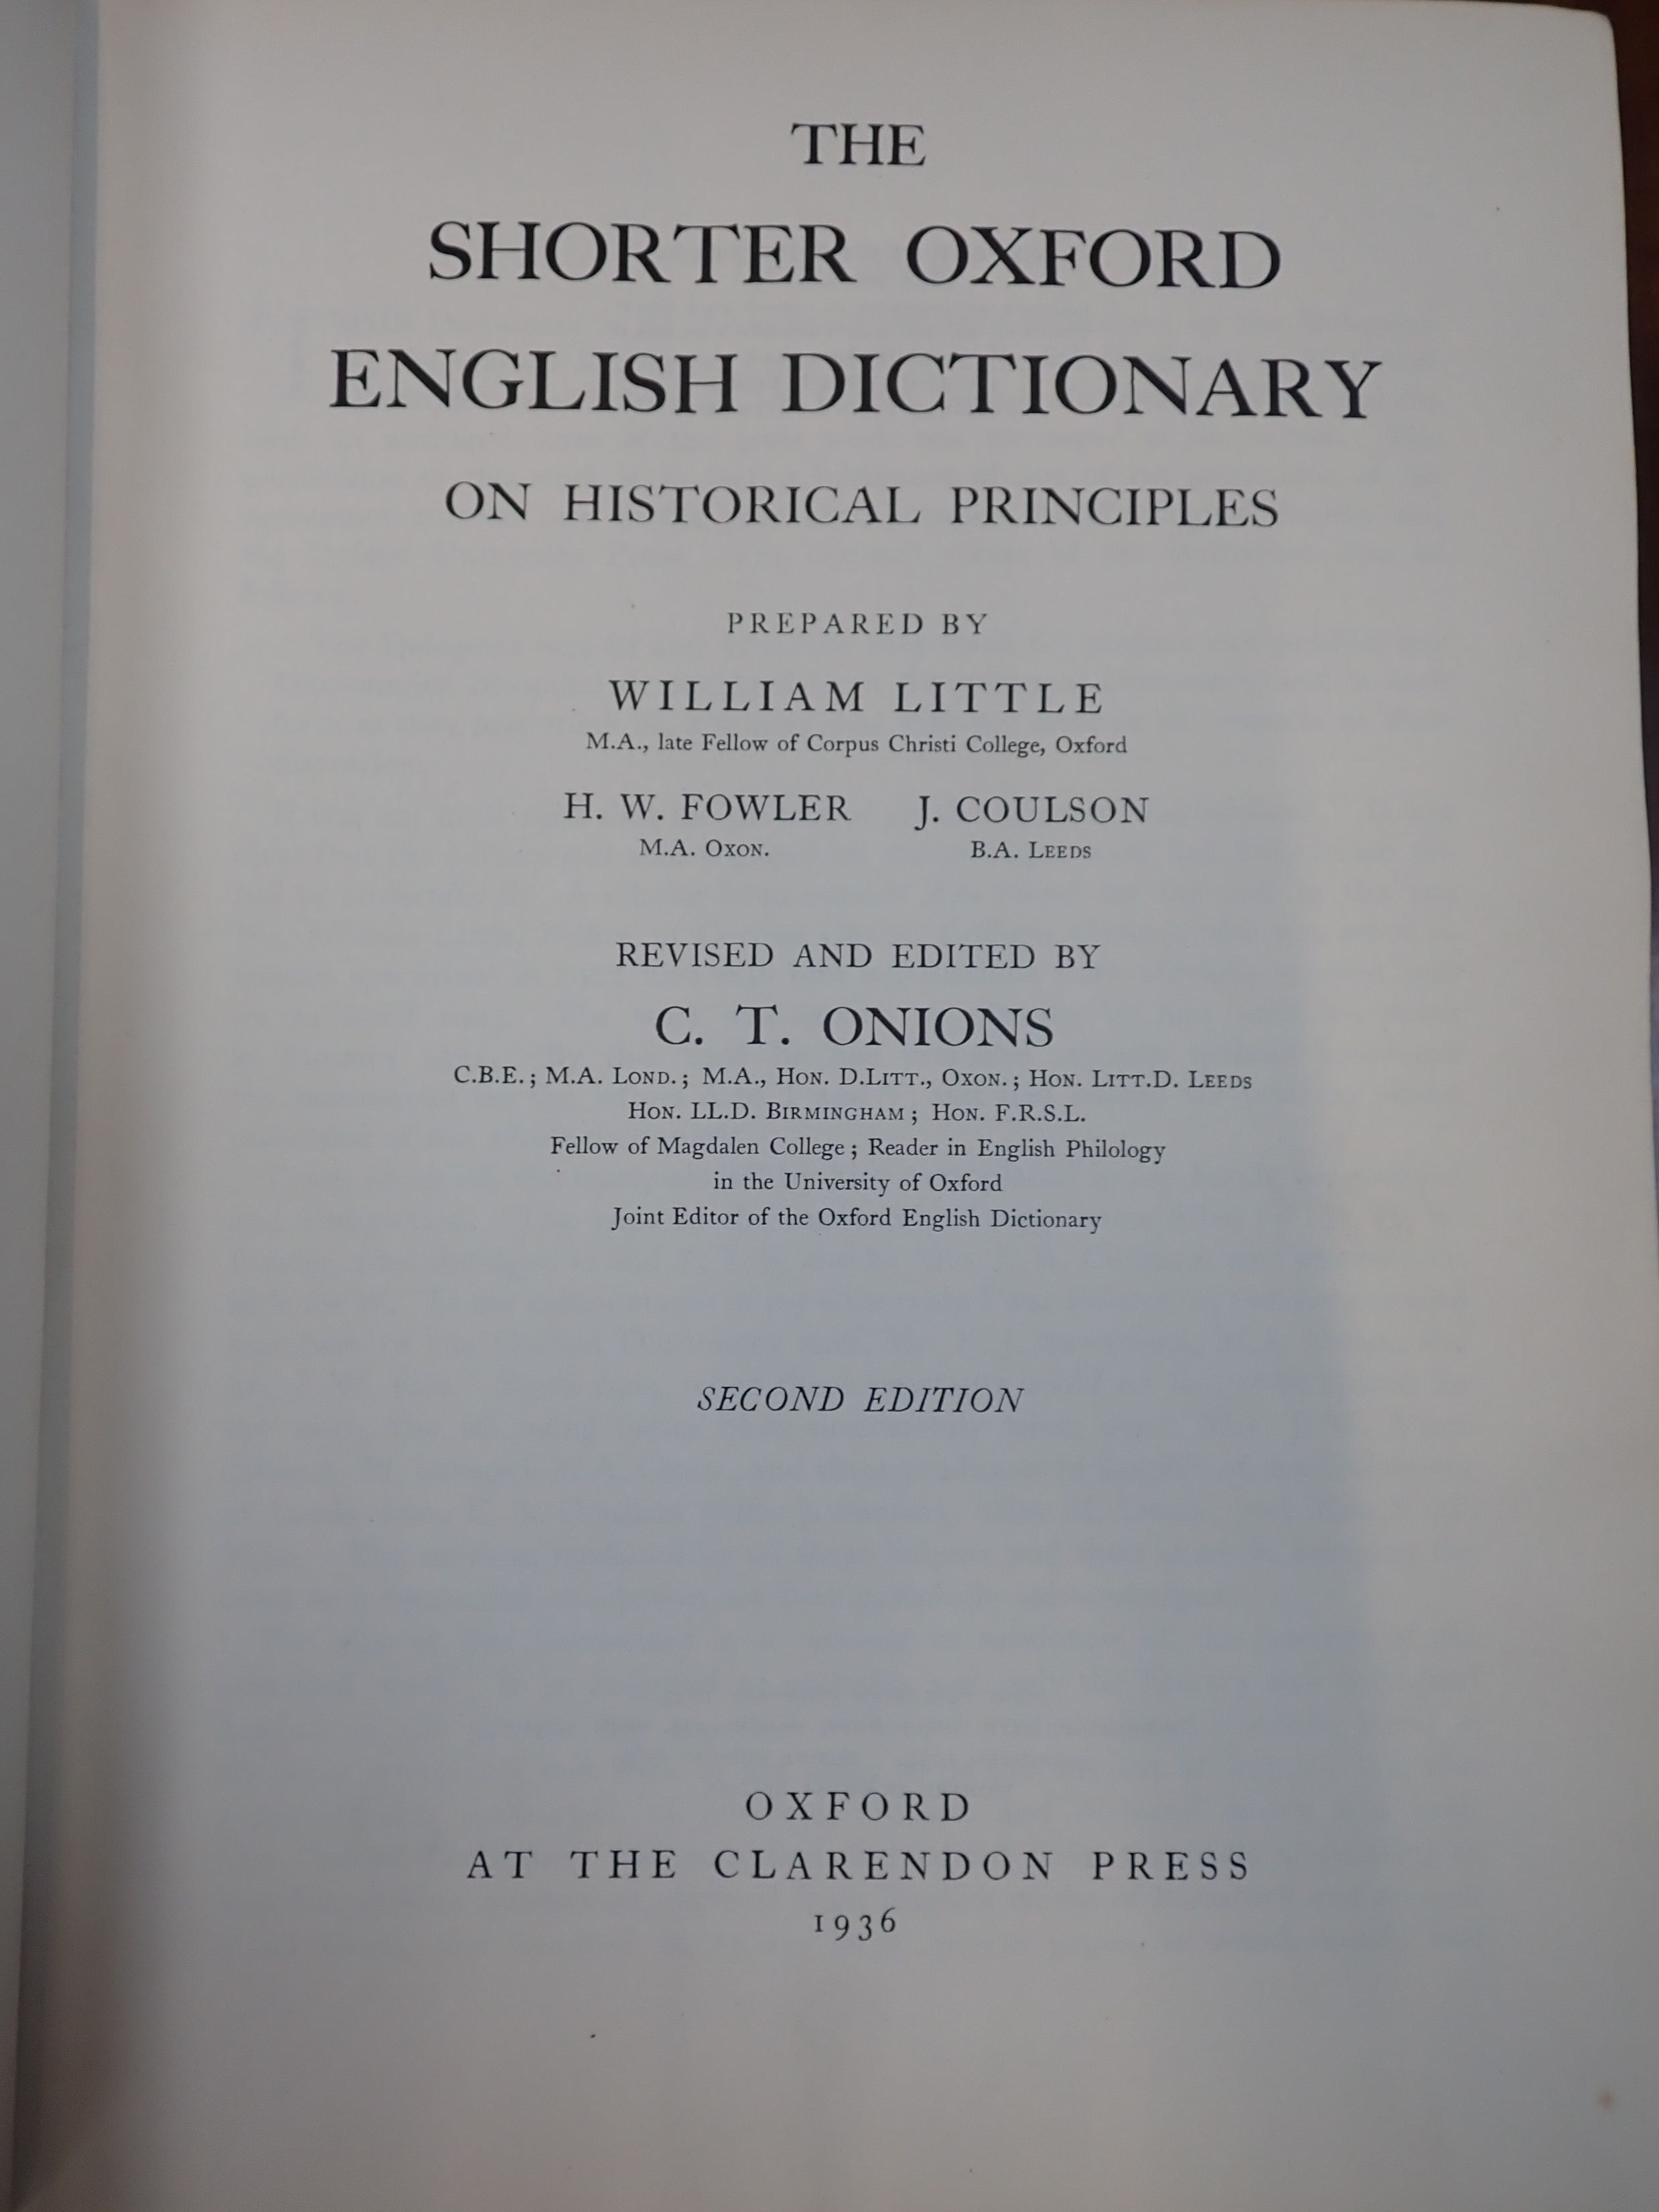 THE
SHORTER OXFORD
ENGLISH DICTIONARY
ON HISTORICAL PRINCIPLES
PREPARED BY
WILLIAM LITTLE
M.A., late Fellow of Corpus Christi College, Oxford
H. W. FOWLER J. COULSON
M.A. OXON. B.A. LEEDS
REVISED AND EDITED BY
C. T. ONIONS
C.B.E.; M.A. LOND.; M.A., HON. D.LITT., OXON.; HON. LITT.D. LEEDS
HON. LL.D. BIRMINGHAM; HON. F.R.S.L.
Fellow of Magdalen College; Reader in English Philology
in the University of Oxford
Joint Editor of the Oxford English Dictionary
SECOND EDITION
OXFORD
AT THE CLARENDON PRESS
1936